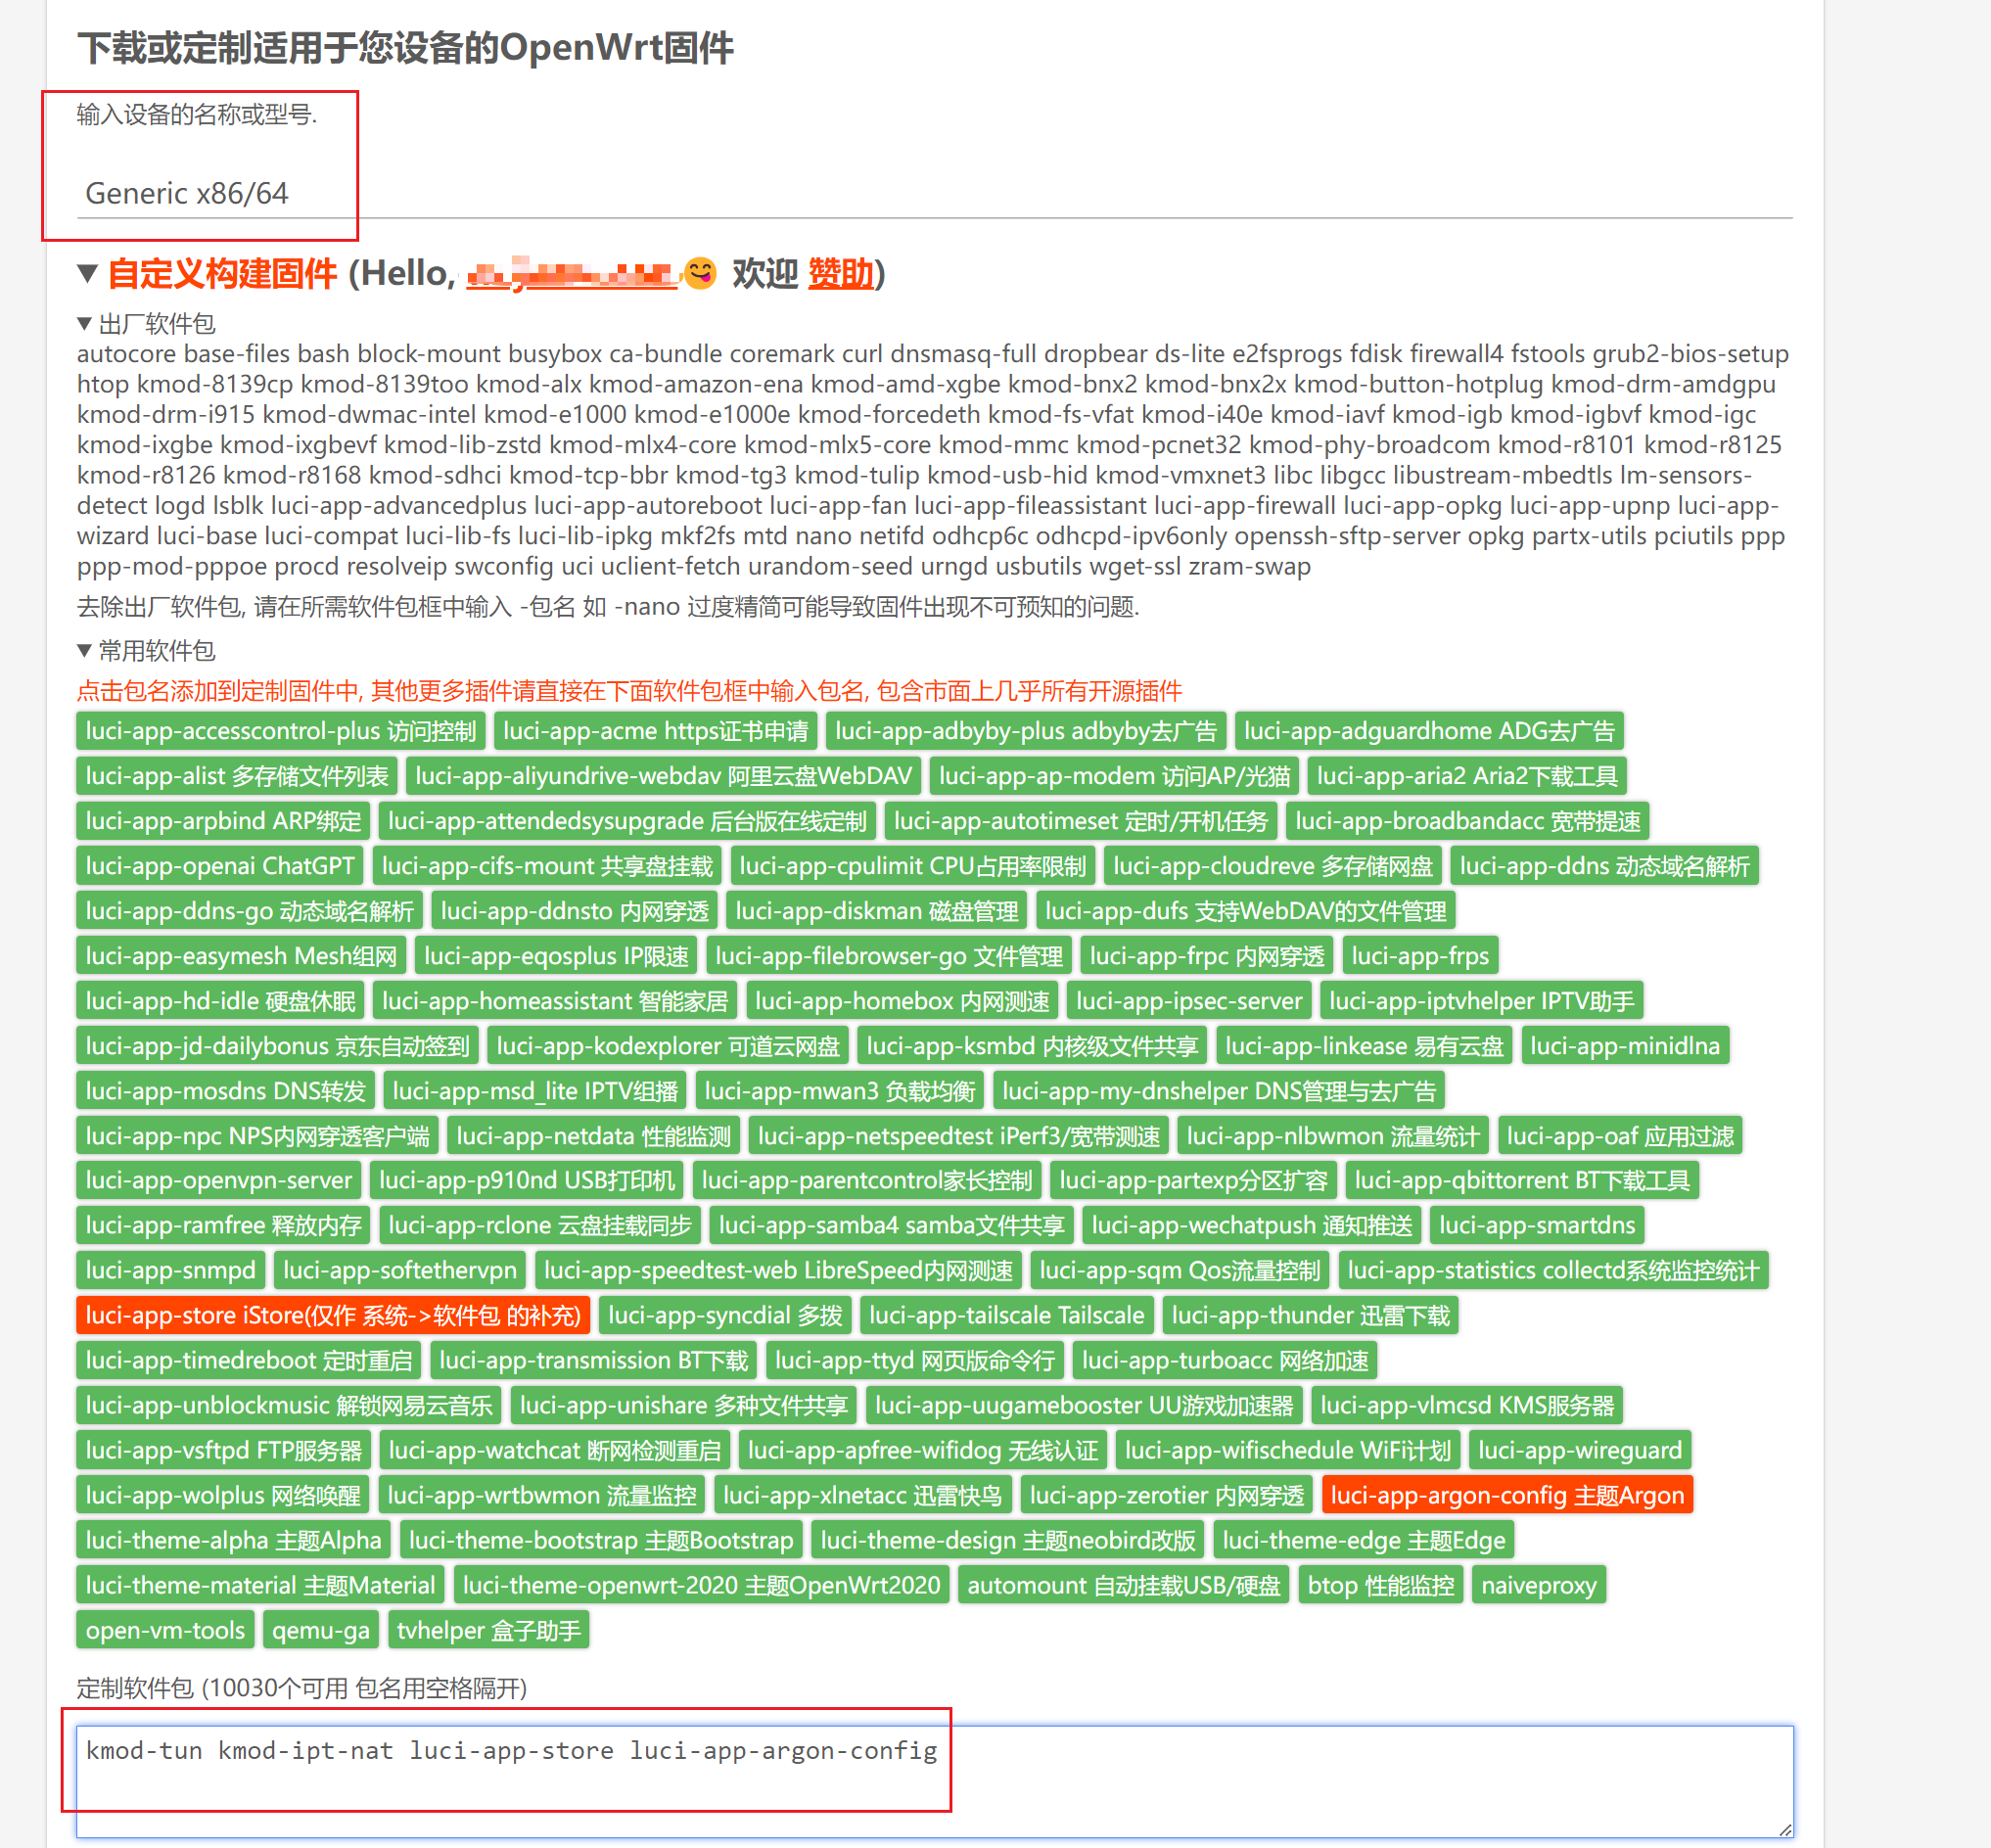 下载或定制适用于您设备的OpenWrt固件
输入设备的名称或型号.
Generic x86/64
▼ 自定义构建固件 (Hello, 😋 欢迎 赞助)
▼ 出厂软件包
autocore base-files bash block-mount busybox ca-bundle coremark curl dnsmasq-full dropbear ds-lite e2fsprogs fdisk firewall4 fstools grub2-bios-setup
htop kmod-8139cp kmod-8139too kmod-alx kmod-amazon-ena kmod-amd-xgbe kmod-bnx2 kmod-bnx2x kmod-button-hotplug kmod-drm-amdgpu
kmod-drm-i915 kmod-dwmac-intel kmod-e1000 kmod-e1000e kmod-forcedeth kmod-fs-vfat kmod-i40e kmod-iavf kmod-igb kmod-igbvf kmod-igc
kmod-ixgbe kmod-ixgbevf kmod-lib-zstd kmod-mlx4-core kmod-mlx5-core kmod-mmc kmod-pcnet32 kmod-phy-broadcom kmod-r8101 kmod-r8125
kmod-r8126 kmod-r8168 kmod-sdhci kmod-tcp-bbr kmod-tg3 kmod-tulip kmod-usb-hid kmod-vmxnet3 libc libgcc libustream-mbedtls lm-sensors-
detect logd lsblk luci-app-advancedplus luci-app-autoreboot luci-app-fan luci-app-fileassistant luci-app-firewall luci-app-opkg luci-app-upnp luci-app-
wizard luci-base luci-compat luci-lib-fs luci-lib-ipkg mkf2fs mtd nano netifd odhcp6c odhcpd-ipv6only openssh-sftp-server opkg partx-utils pciutils ppp
ppp-mod-pppoe procd resolveip swconfig uci uclient-fetch urandom-seed urngd usbutils wget-ssl zram-swap
去除出厂软件包, 请在所需软件包框中输入 -包名 如 -nano 过度精简可能导致固件出现不可预知的问题.
▼ 常用软件包
点击包名添加到定制固件中, 其他更多插件请直接在下面软件包框中输入包名, 包含市面上几乎所有开源插件
luci-app-accesscontrol-plus 访问控制 luci-app-acme https证书申请 luci-app-adbyby-plus adbyby去广告 luci-app-adguardhome ADG去广告
luci-app-alist 多存储文件列表 luci-app-aliyundrive-webdav 阿里云盘WebDAV luci-app-ap-modem 访问AP/光猫 luci-app-aria2 Aria2下载工具
luci-app-arpbind ARP绑定 luci-app-attendedsysupgrade 后台版在线定制 luci-app-autotimeset 定时/开机任务 luci-app-broadbandacc 宽带提速
luci-app-openai ChatGPT luci-app-cifs-mount 共享盘挂载 luci-app-cpulimit CPU占用率限制 luci-app-cloudreve 多存储网盘 luci-app-ddns 动态域名解析
luci-app-ddns-go 动态域名解析 luci-app-ddnsto 内网穿透 luci-app-diskman 磁盘管理 luci-app-dufs 支持WebDAV的文件管理
luci-app-easymesh Mesh组网 luci-app-eqosplus IP限速 luci-app-filebrowser-go 文件管理 luci-app-frpc 内网穿透 luci-app-frps
luci-app-hd-idle 硬盘休眠 luci-app-homeassistant 智能家居 luci-app-homebox 内网测速 luci-app-ipsec-server luci-app-iptvhelper IPTV助手
luci-app-jd-dailybonus 京东自动签到 luci-app-kodexplorer 可道云网盘 luci-app-ksmbd 内核级文件共享 luci-app-linkease 易有云盘 luci-app-minidlna
luci-app-mosdns DNS转发 luci-app-msd_lite IPTV组播 luci-app-mwan3 负载均衡 luci-app-my-dnshelper DNS管理与去广告
luci-app-npc NPS内网穿透客户端 luci-app-netdata 性能监测 luci-app-netspeedtest iPerf3/宽带测速 luci-app-nlbwmon 流量统计 luci-app-oaf 应用过滤
luci-app-openvpn-server luci-app-p910nd USB打印机 luci-app-parentcontrol家长控制 luci-app-partexp分区扩容 luci-app-qbittorrent BT下载工具
luci-app-ramfree 释放内存 luci-app-rclone 云盘挂载同步 luci-app-samba4 samba文件共享 luci-app-wechatpush 通知推送 luci-app-smartdns
luci-app-snmpd luci-app-softethervpn luci-app-speedtest-web LibreSpeed内网测速 luci-app-sqm Qos流量控制 luci-app-statistics collectd系统监控统计
luci-app-store iStore(仅作 系统->软件包 的补充) luci-app-syncdial 多拨 luci-app-tailscale Tailscale luci-app-thunder 迅雷下载
luci-app-timedreboot 定时重启 luci-app-transmission BT下载 luci-app-ttyd 网页版命令行 luci-app-turboacc 网络加速
luci-app-unblockmusic 解锁网易云音乐 luci-app-unishare 多种文件共享 luci-app-uugamebooster UU游戏加速器 luci-app-vlmcsd KMS服务器
luci-app-vsftpd FTP服务器 luci-app-watchcat 断网检测重启 luci-app-apfree-wifidog 无线认证 luci-app-wifischedule WiFi计划 luci-app-wireguard
luci-app-wolplus 网络唤醒 luci-app-wrtbwmon 流量监控 luci-app-xlnetacc 迅雷快鸟 luci-app-zerotier 内网穿透 luci-app-argon-config 主题Argon
luci-theme-alpha 主题Alpha luci-theme-bootstrap 主题Bootstrap luci-theme-design 主题neobird改版 luci-theme-edge 主题Edge
luci-theme-material 主题Material luci-theme-openwrt-2020 主题OpenWrt2020 automount 自动挂载USB/硬盘 btop 性能监控 naiveproxy
open-vm-tools qemu-ga tvhelper 盒子助手
定制软件包 (10030个可用 包名用空格隔开)
kmod-tun kmod-ipt-nat luci-app-store luci-app-argon-config